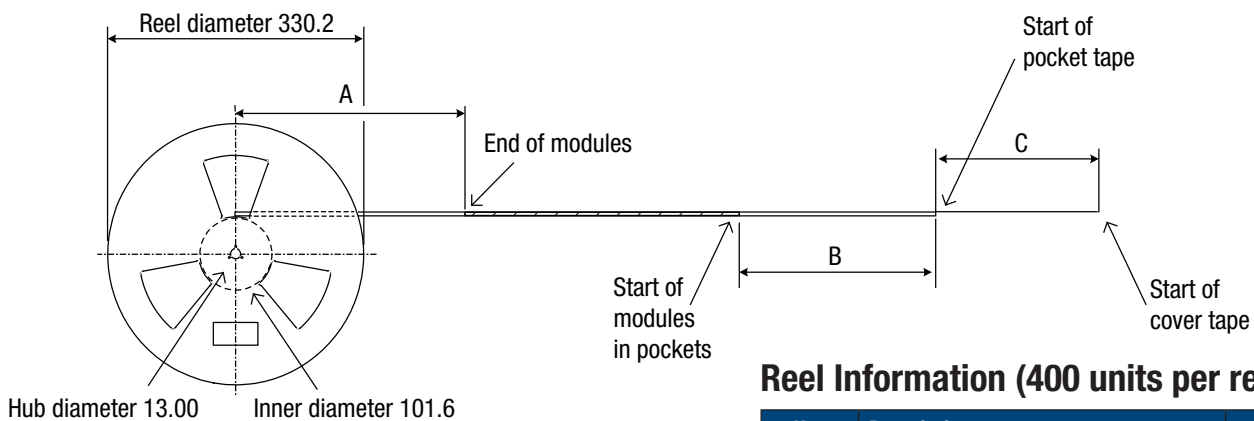 Reel diameter 330.2
Start of
pocket tape
A
End of modules
C
B
Start of
modules
in pockets
Start of
cover tape
Hub diameter 13.00
Inner diameter 101.6
Reel Information (400 units per re